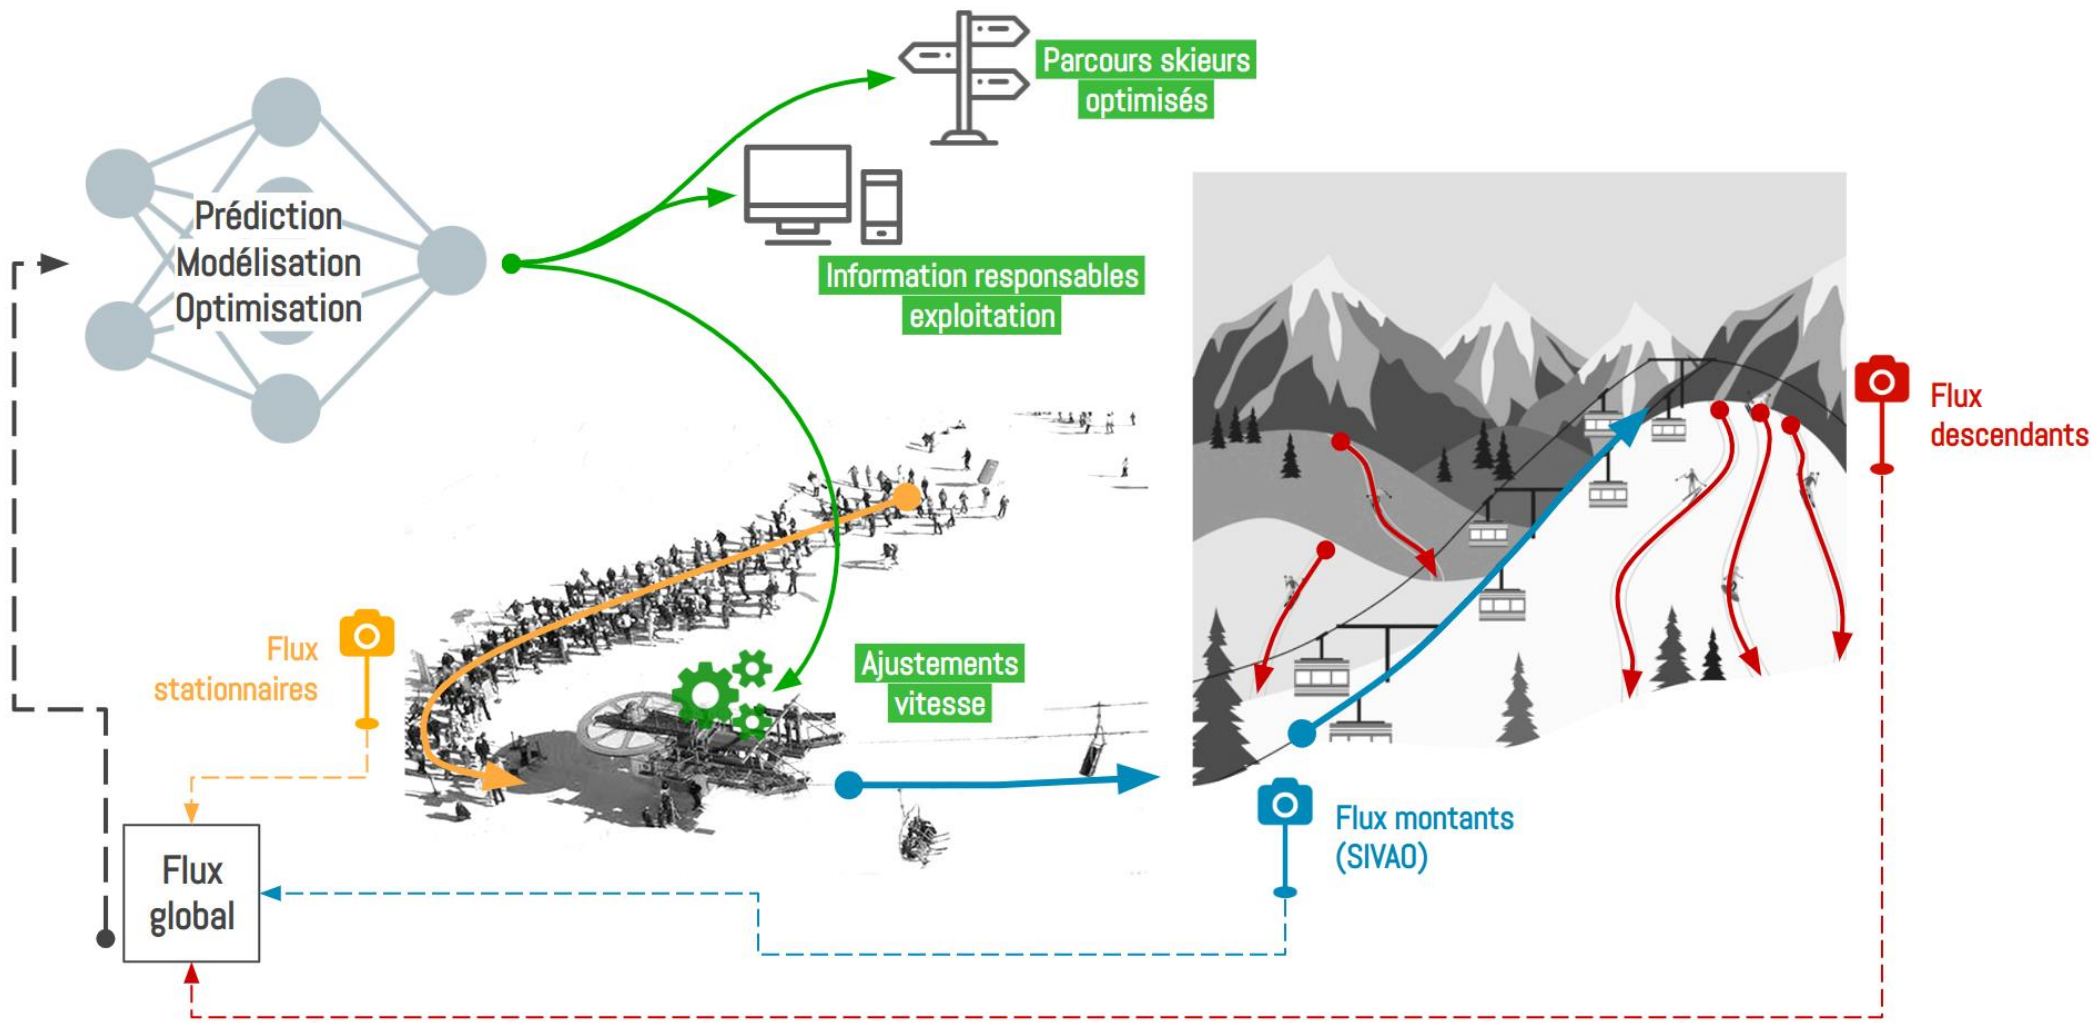 Parcours skieurs
optimisés
Prédiction
Modélisation
Optimisation
Information responsables
exploitation
Flux
descendants
Flux
stationnaires
Ajustements
vitesse
Flux montants
(SIVAO)
Flux
global